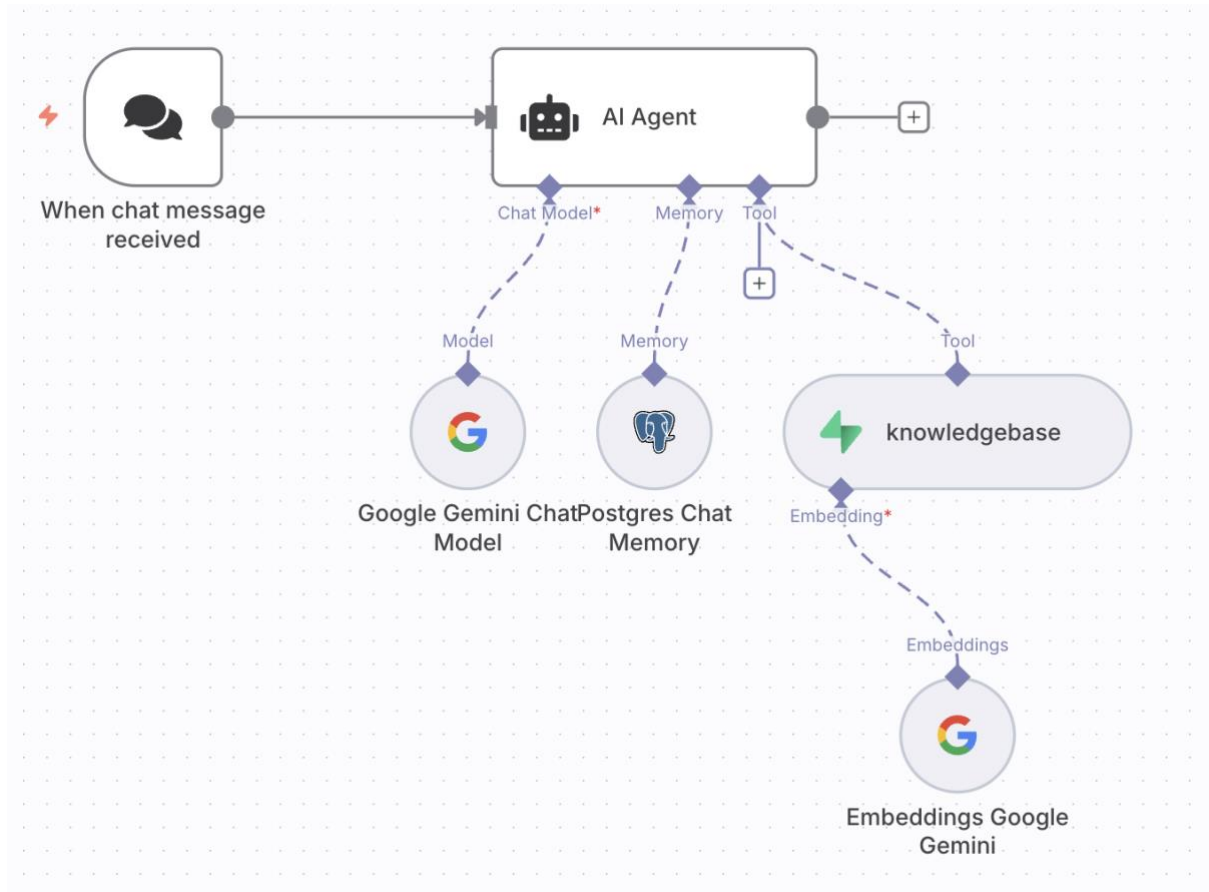 AI Agent
When chat message
received
Chat Model*
Memory
Tool
Model
Memory
Tool
knowledgebase
Google Gemini Chat
Model
Postgres Chat
Memory
Embedding*
Embeddings
Embeddings Google
Gemini